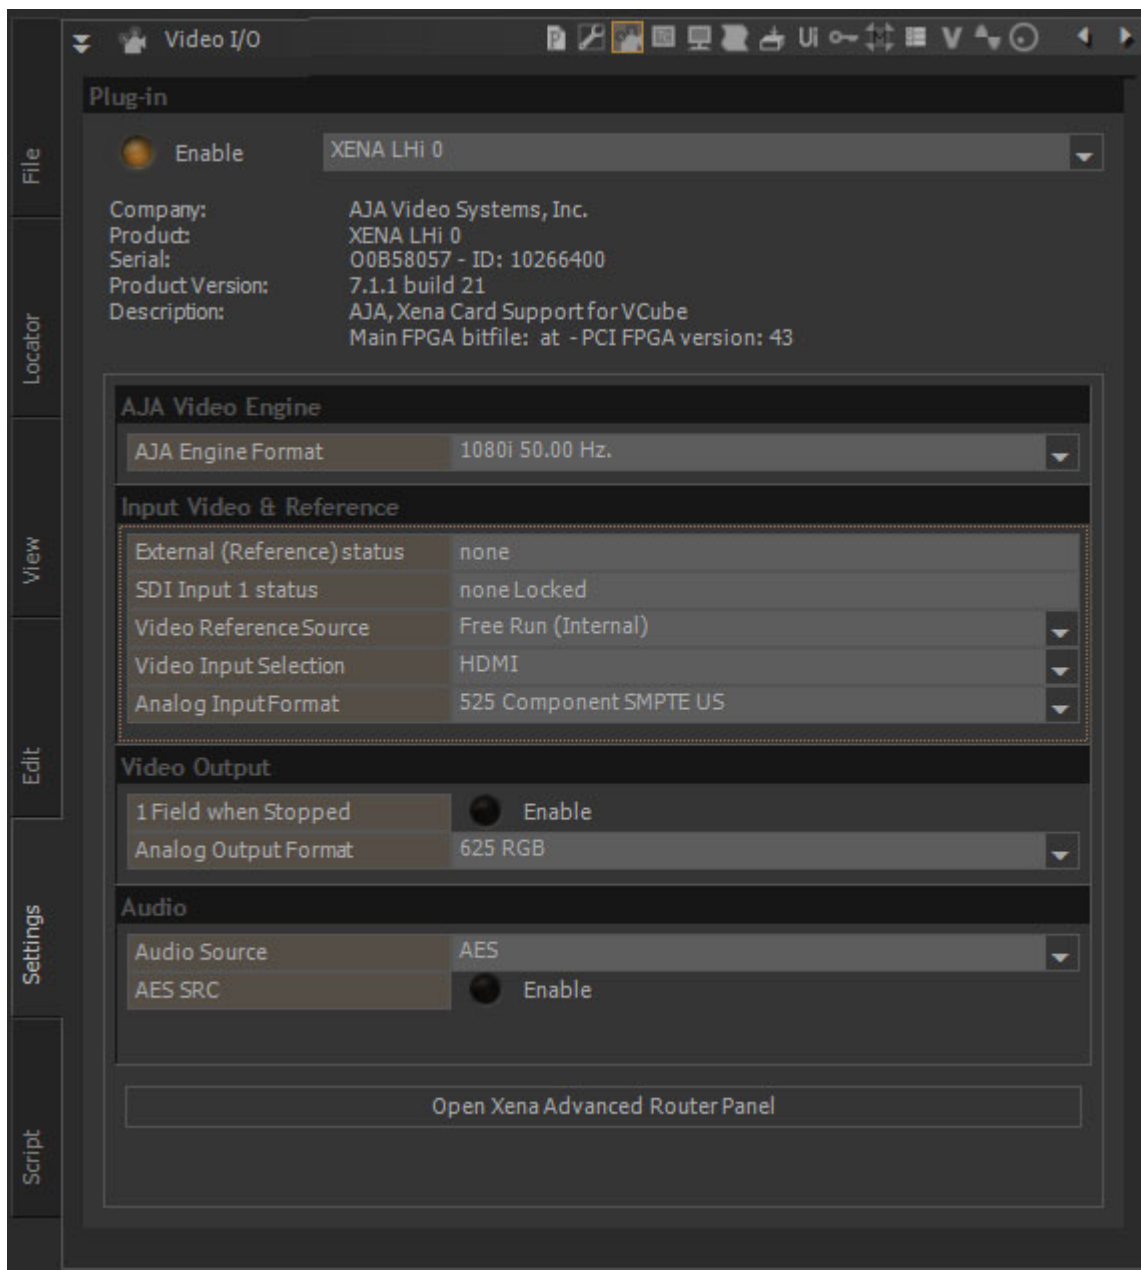 Video I/O
Ui
V
Plug-in
Enable
XENA LHi 0
Company: AJA Video Systems, Inc.
Product: XENA LHi 0
Serial: O0B58057 - ID: 10266400
Product Version: 7.1.1 build 21
Description: AJA, Xena Card Support for VCube
Main FPGA bitfile: at - PCI FPGA version: 43
AJA Video Engine
AJA Engine Format 1080i 50.00 Hz.
Input Video & Reference
External (Reference) status none
SDI Input 1 status none Locked
Video Reference Source Free Run (Internal)
Video Input Selection HDMI
Analog Input Format 525 Component SMPTE US
Video Output
1 Field when Stopped Enable
Analog Output Format 625 RGB
Audio
Audio Source AES
AES SRC Enable
Open Xena Advanced Router Panel
File
Locator
View
Edit
Settings
Script